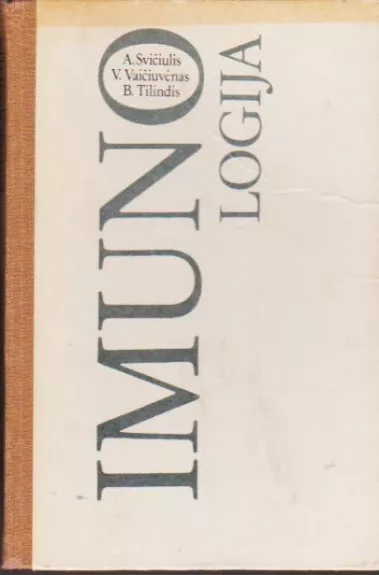 A. Svičiulis
V. Vaičiuvėnas
B. Tilindis
IMUNO
LOGIJA